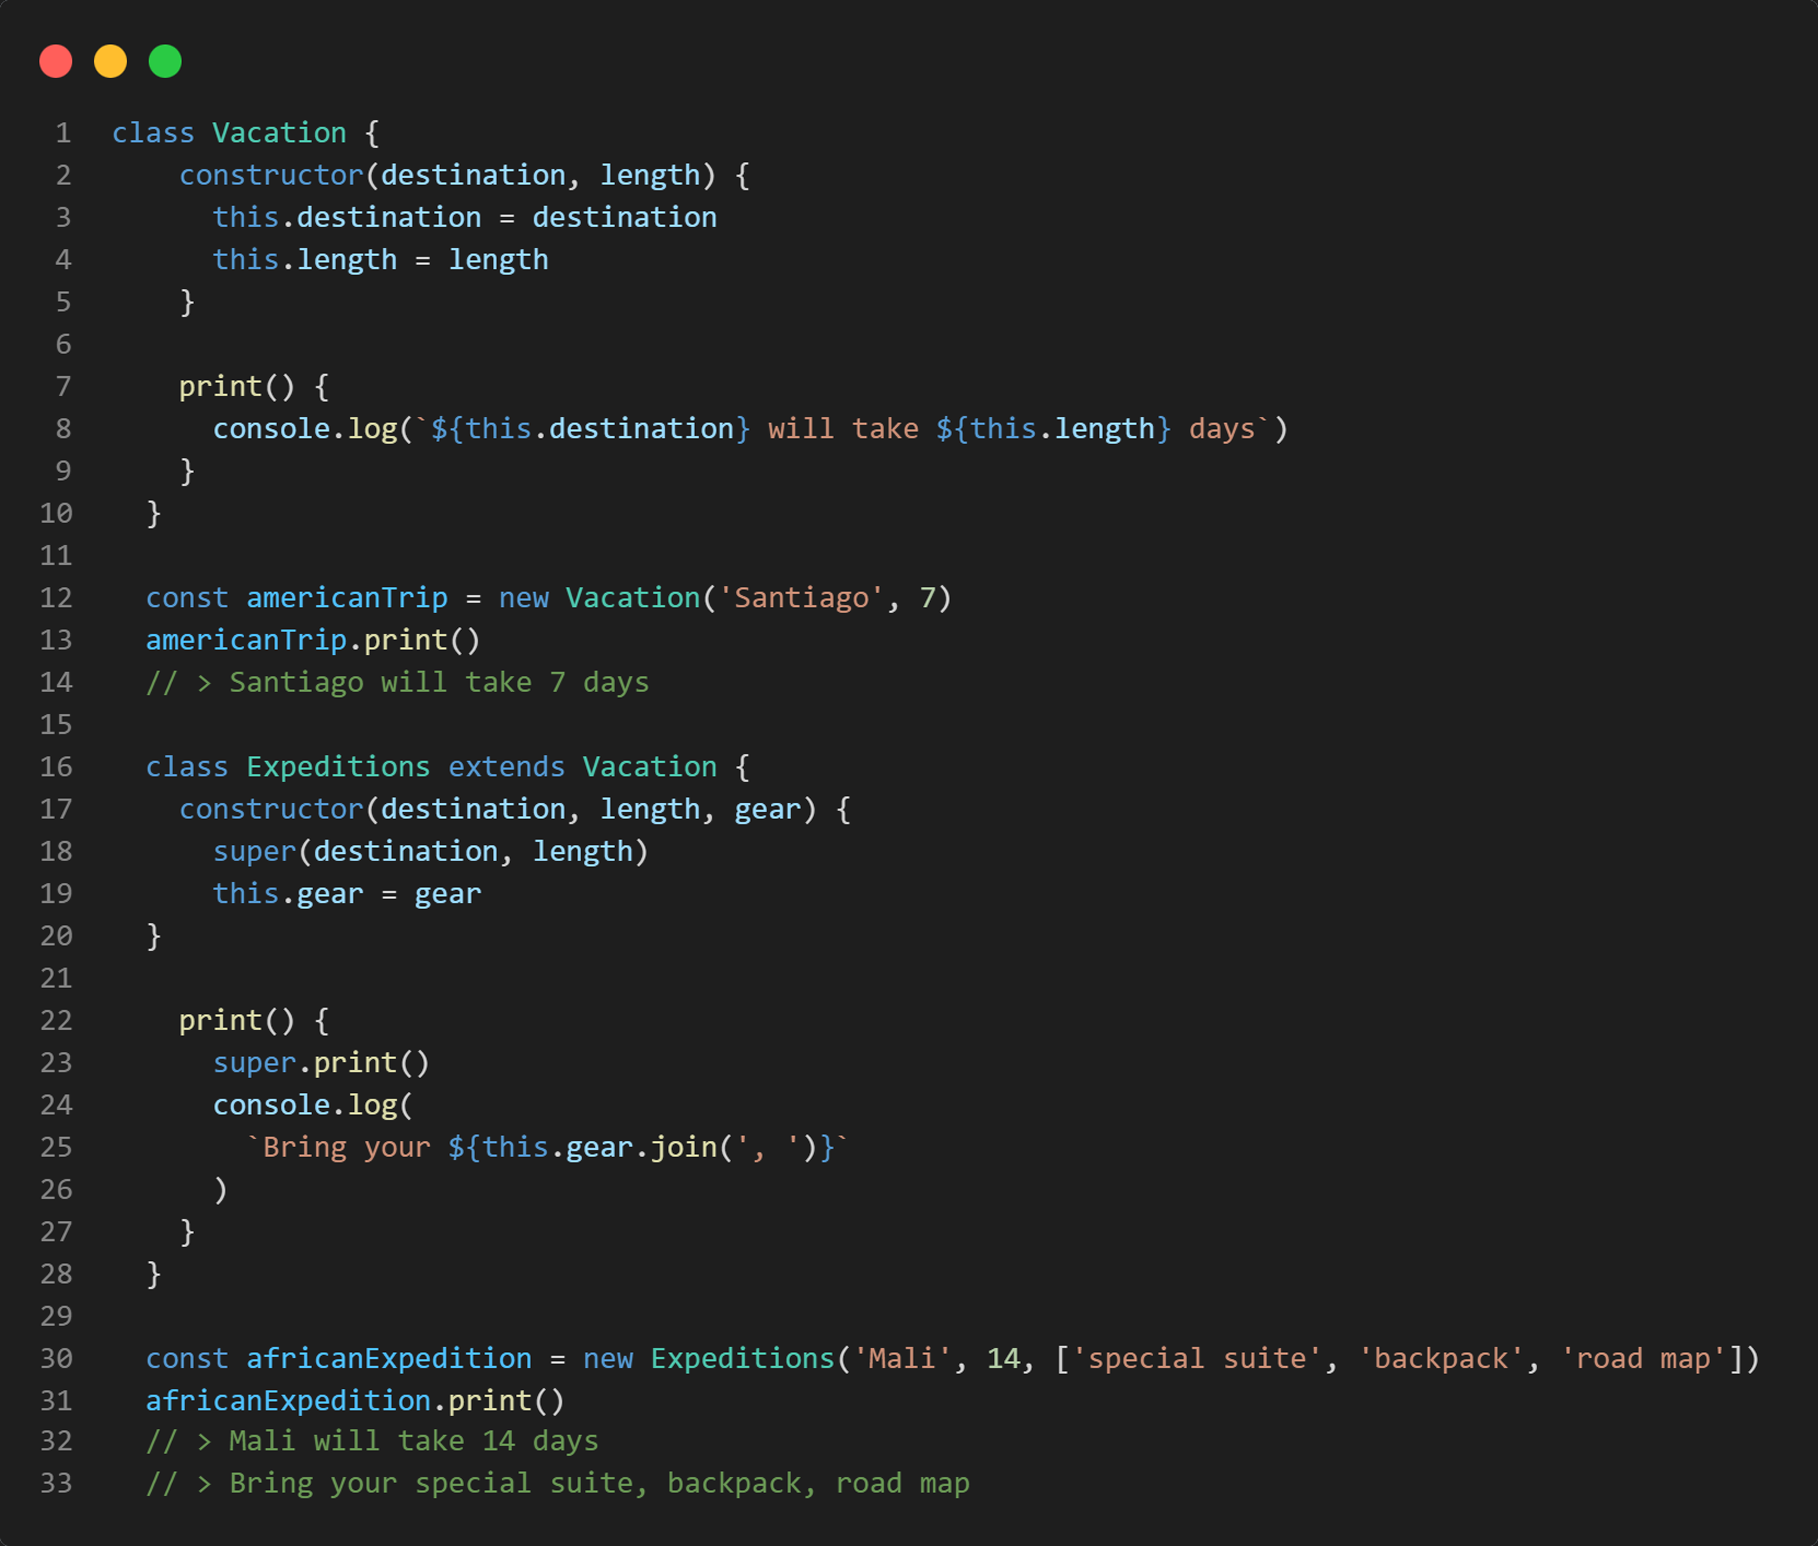 1 class Vacation {
2 constructor(destination, length) {
3 this.destination = destination
4 this.length = length
5 }
6
7 print() {
8 console.log(`${this.destination} will take ${this.length} days`)
9 }
10 }
11
12 const americanTrip = new Vacation('Santiago', 7)
13 americanTrip.print()
14 // > Santiago will take 7 days
15
16 class Expeditions extends Vacation {
17 constructor(destination, length, gear) {
18 super(destination, length)
19 this.gear = gear
20 }
21
22 print() {
23 super.print()
24 console.log(
25 `Bring your ${this.gear.join(', ')}`
26 )
27 }
28 }
29
30 const africanExpedition = new Expeditions('Mali', 14, ['special suite', 'backpack', 'road map'])
31 africanExpedition.print()
32 // > Mali will take 14 days
33 // > Bring your special suite, backpack, road map